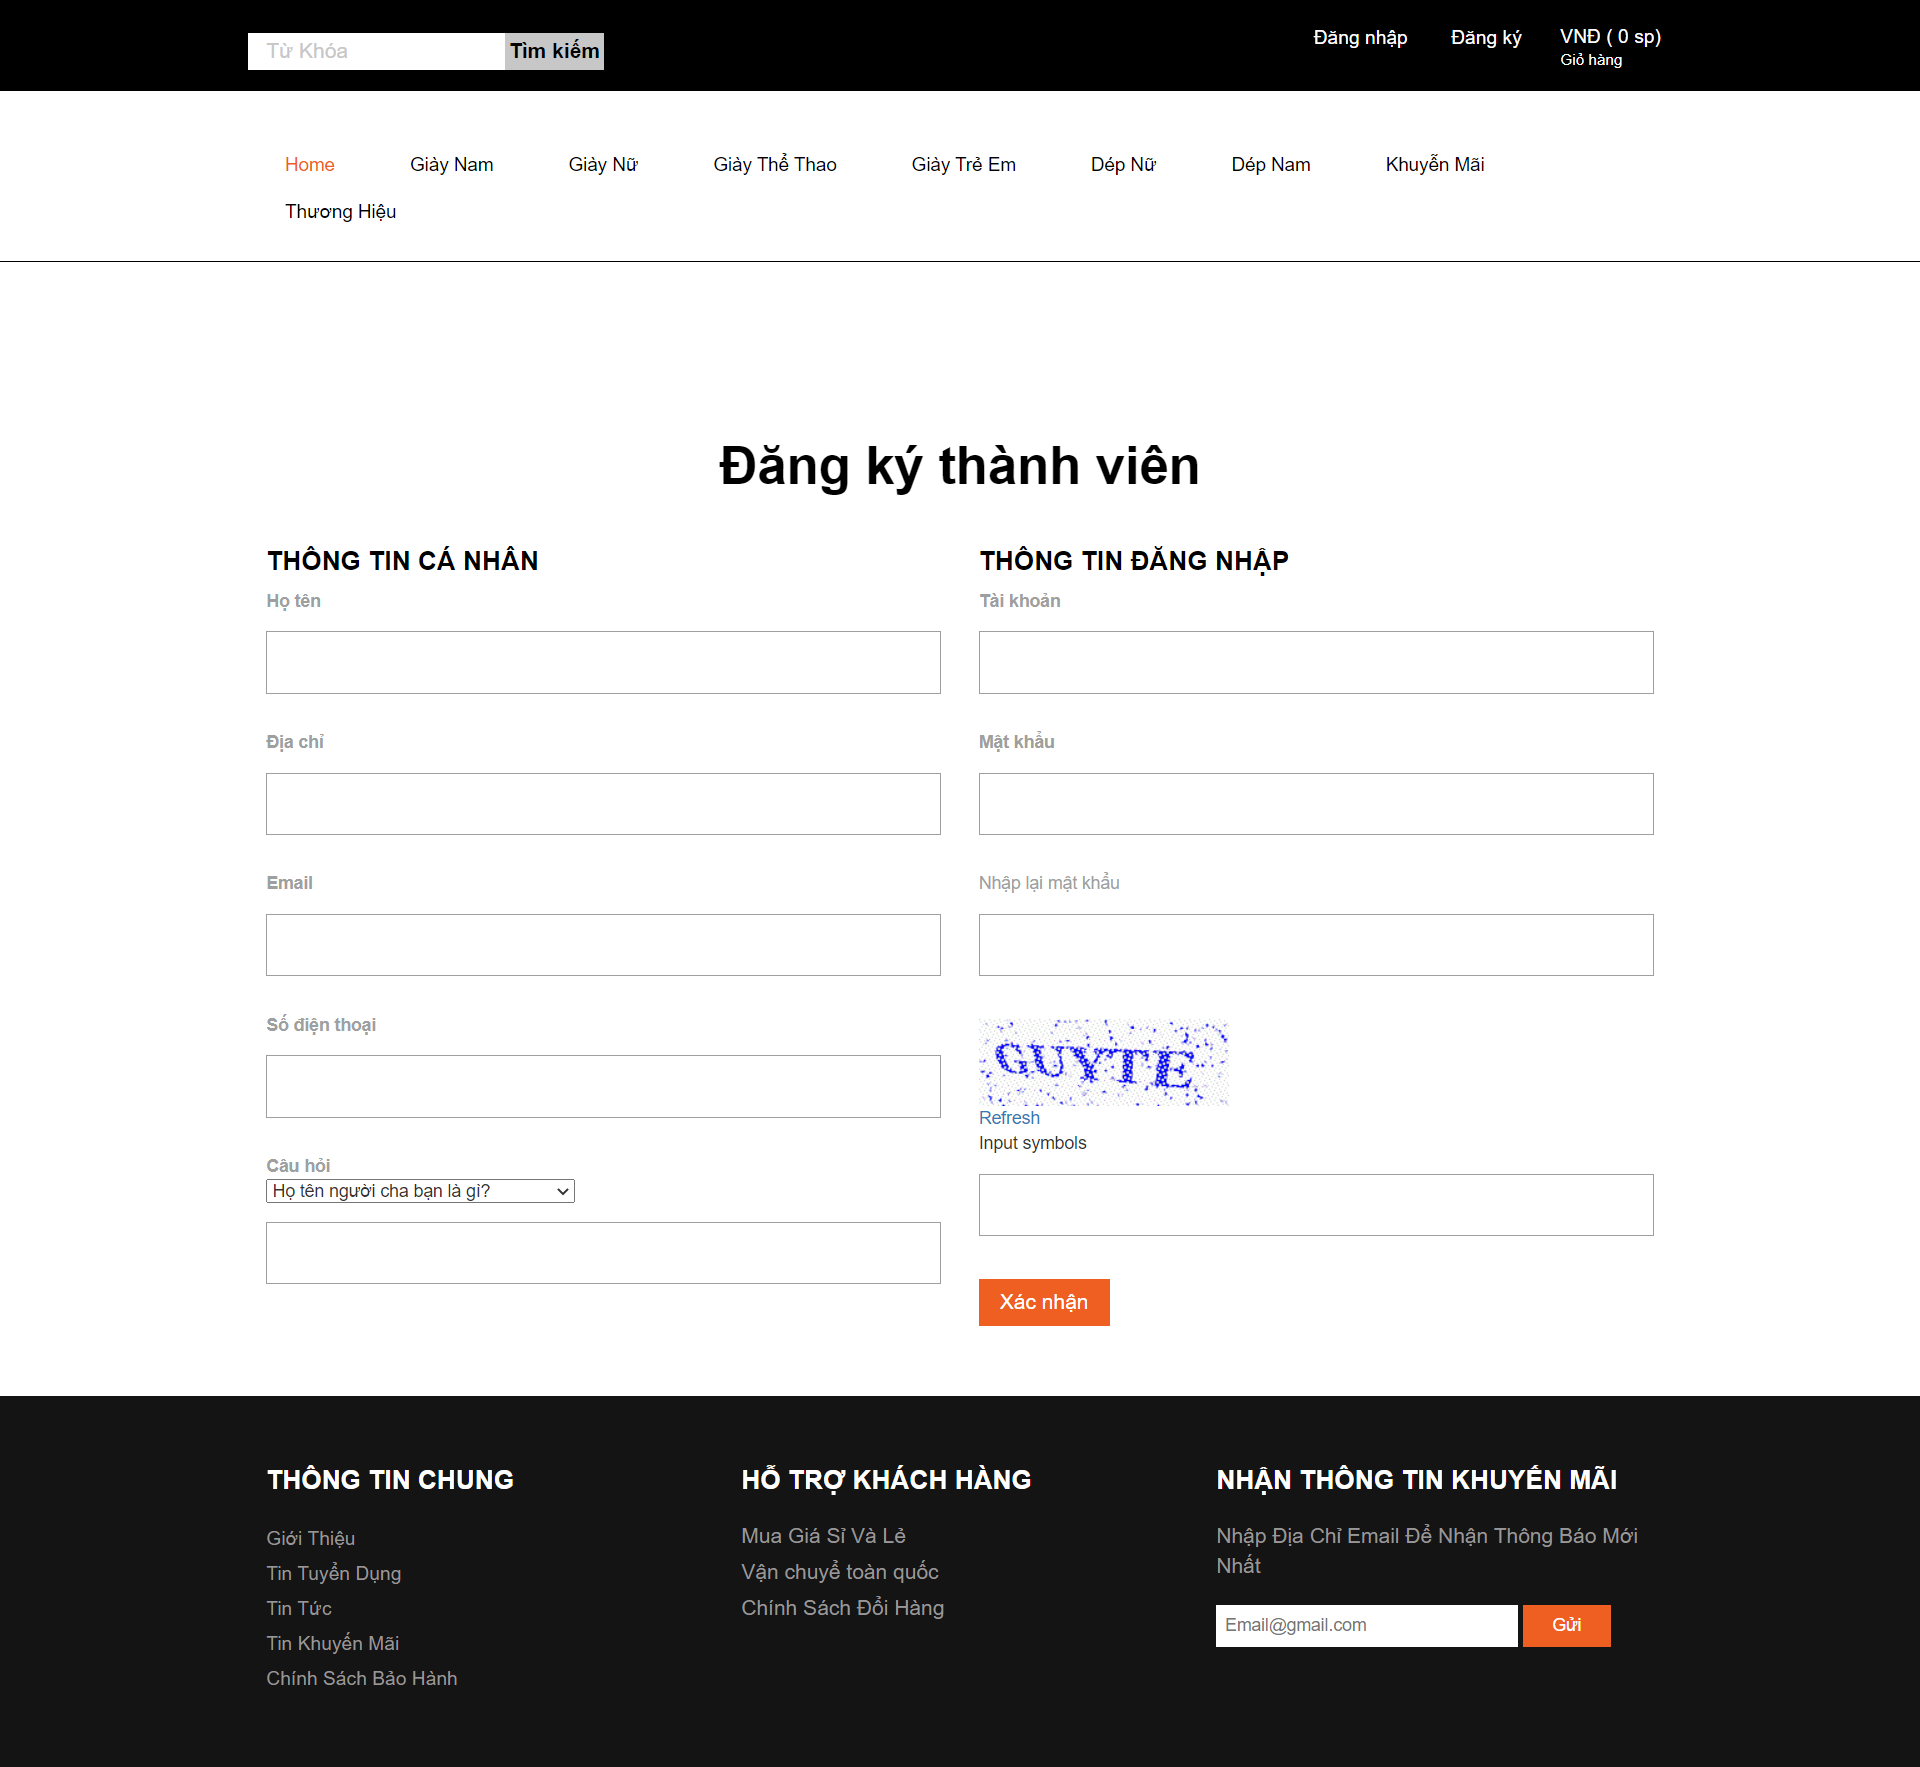 Từ Khóa
Tìm kiếm
Đăng nhập
Đăng ký
VNĐ ( 0 sp)
Giỏ hàng
Home
Giày Nam
Giày Nữ
Giày Thể Thao
Giày Trẻ Em
Dép Nữ
Dép Nam
Khuyễn Mãi
Thương Hiệu
Đăng ký thành viên
THÔNG TIN CÁ NHÂN
Họ tên
Địa chỉ
Email
Số điện thoại
Câu hỏi
Họ tên người cha bạn là gì?
THÔNG TIN ĐĂNG NHẬP
Tài khoản
Mật khẩu
Nhập lại mật khẩu
GUYTE
Refresh
Input symbols
Xác nhận
THÔNG TIN CHUNG
Giới Thiệu
Tin Tuyển Dụng
Tin Tức
Tin Khuyến Mãi
Chính Sách Bảo Hành
HỖ TRỢ KHÁCH HÀNG
Mua Giá Sỉ Và Lẻ
Vận chuyể toàn quốc
Chính Sách Đổi Hàng
NHẬN THÔNG TIN KHUYẾN MÃI
Nhập Địa Chỉ Email Để Nhận Thông Báo Mới
Nhất
Email@gmail.com
Gửi